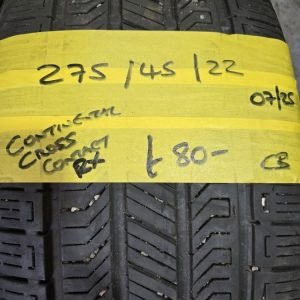 275/45/22
07/25
CONTINENTAL
CROSS
CONTACT
RX
£80-
CB